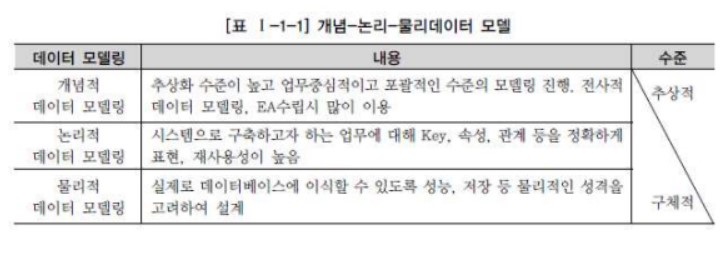 [표 Ⅰ-1-1] 개념-논리-물리데이터 모델
데이터 모델링 내용 수준
개념적
데이터 모델링
추상화 수준이 높고 업무중심적이고 포괄적인 수준의 모델링 진행, 전사적
데이터 모델링, EA수립시 많이 이용
추상적
논리적
데이터 모델링
시스템으로 구축하고자 하는 업무에 대해 Key, 속성, 관계 등을 정확하게
표현, 재사용성이 높음
물리적
데이터 모델링
실제로 데이터베이스에 이식할 수 있도록 성능, 저장 등 물리적인 성격을
고려하여 설계
구체적